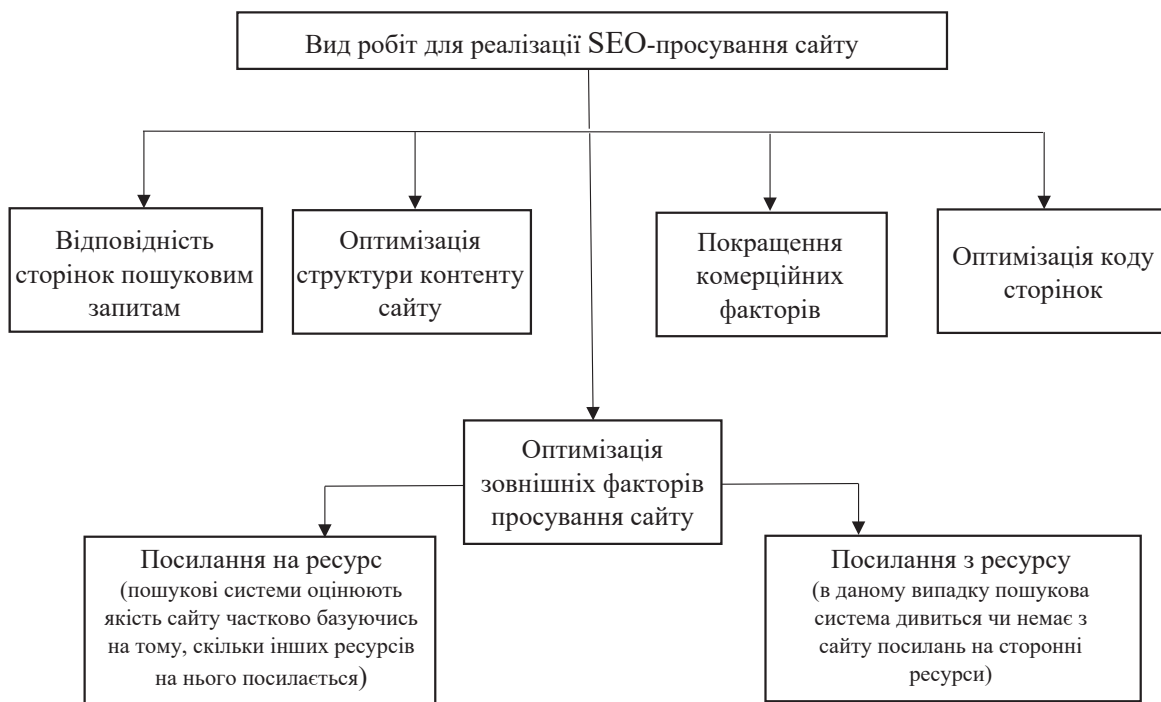 Вид робіт для реалізації SEO-просування сайту
Відповідність
сторінок пошуковим
запитам
Оптимізація
структури контенту
сайту
Покращення
комерційних
факторів
Оптимізація коду
сторінок
Оптимізація
зовнішніх факторів
просування сайту
Посилання на ресурс
(пошукові системи оцінюють
якість сайту частково базуючись
на тому, скільки інших ресурсів
на нього посилається)
Посилання з ресурсу
(в даному випадку пошукова
система дивиться чи немає з
сайту посилань на сторонні
ресурси)